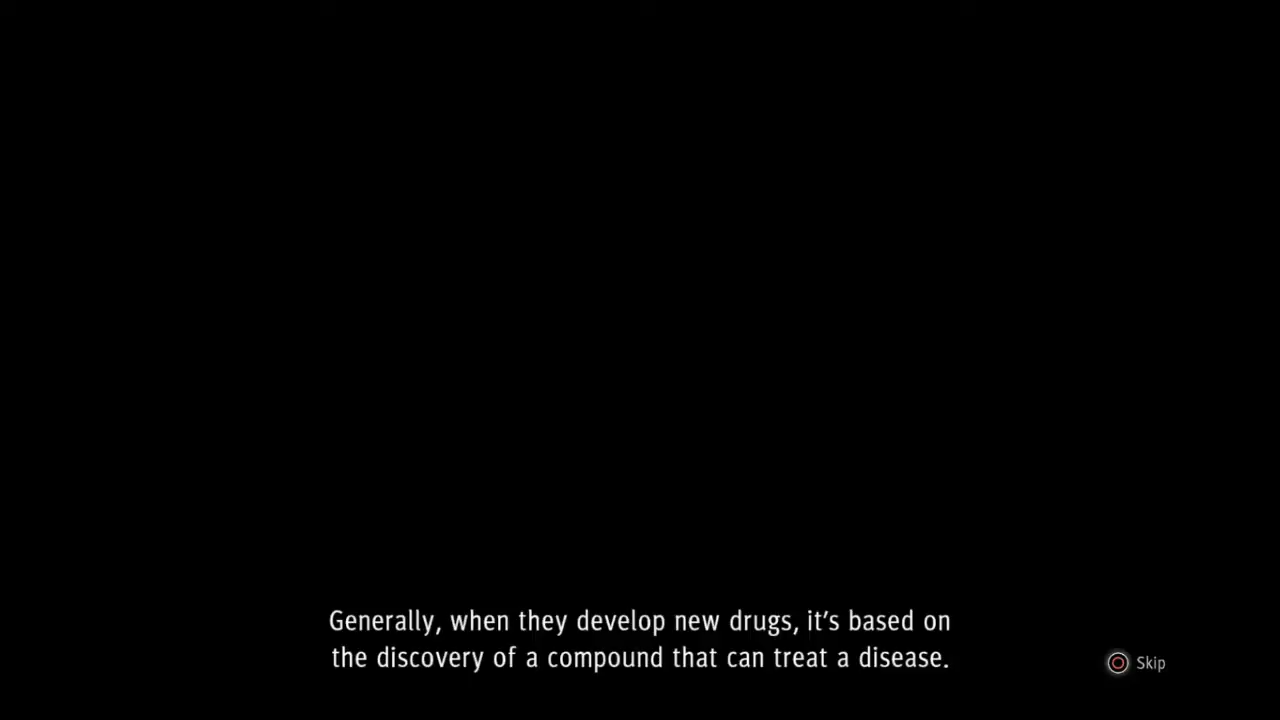 Generally, when they develop new drugs, it's based on
the discovery of a compound that can treat a disease.
Skip